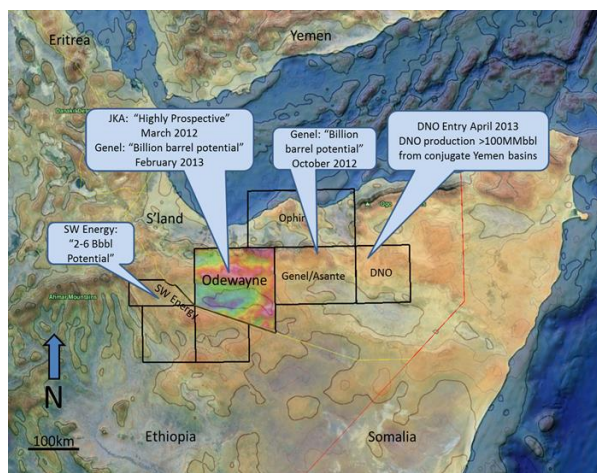 Eritrea
Yemen
JKA: "Highly Prospective"
March 2012
Genel: "Billion barrel potential"
February 2013
Genel: "Billion
barrel potential"
October 2012
DNO Entry April 2013
DNO production >100MMbbl
from conjugate Yemen basins
S'land
Ophir
SW Energy:
"2-6 Bbbl
Potential"
Odewayne
Genel/Asante
DNO
SW Energy
Ahmar Mountains
N
100km
Ethiopia
Somalia